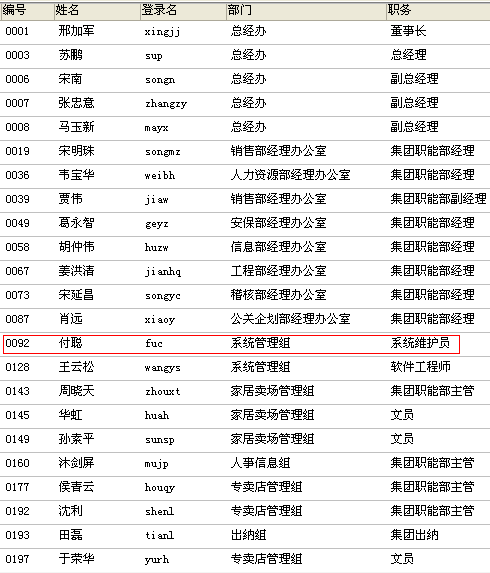 编号 姓名 登录名 部门 职务
0001 邢加军 xingjj 总经办 董事长
0003 苏鹏 sup 总经办 总经理
0006 宋南 songn 总经办 副总经理
0007 张忠意 zhangzy 总经办 副总经理
0008 马玉新 mayx 总经办 副总经理
0019 宋明珠 songmz 销售部经理办公室 集团职能部经理
0036 韦宝华 weibh 人力资源部经理办公室 集团职能部经理
0039 贾伟 jiaw 销售部经理办公室 集团职能部副经理
0049 葛永智 geyz 安保部经理办公室 集团职能部经理
0058 胡仲伟 huzw 信息部经理办公室 集团职能部经理
0067 姜洪清 jianhq 工程部经理办公室 集团职能部经理
0073 宋延昌 songyc 稽核部经理办公室 集团职能部经理
0087 肖远 xiaoy 公关企划部经理办公室 集团职能部经理
0092 付聪 fuc 系统管理组 系统维护员
0128 王云松 wangys 系统管理组 软件工程师
0143 周晓天 zhouxt 家居卖场管理组 集团职能部主管
0145 华虹 huah 家居卖场管理组 文员
0149 孙素平 sunsp 家居卖场管理组 文员
0160 沐剑屏 mujp 人事信息组 集团职能部主管
0177 侯青云 houqy 专卖店管理组 集团职能部主管
0192 沈利 shenl 专卖店管理组 集团职能部主管
0193 田磊 tianl 出纳组 集团出纳
0197 于荣华 yurh 专卖店管理组 文员